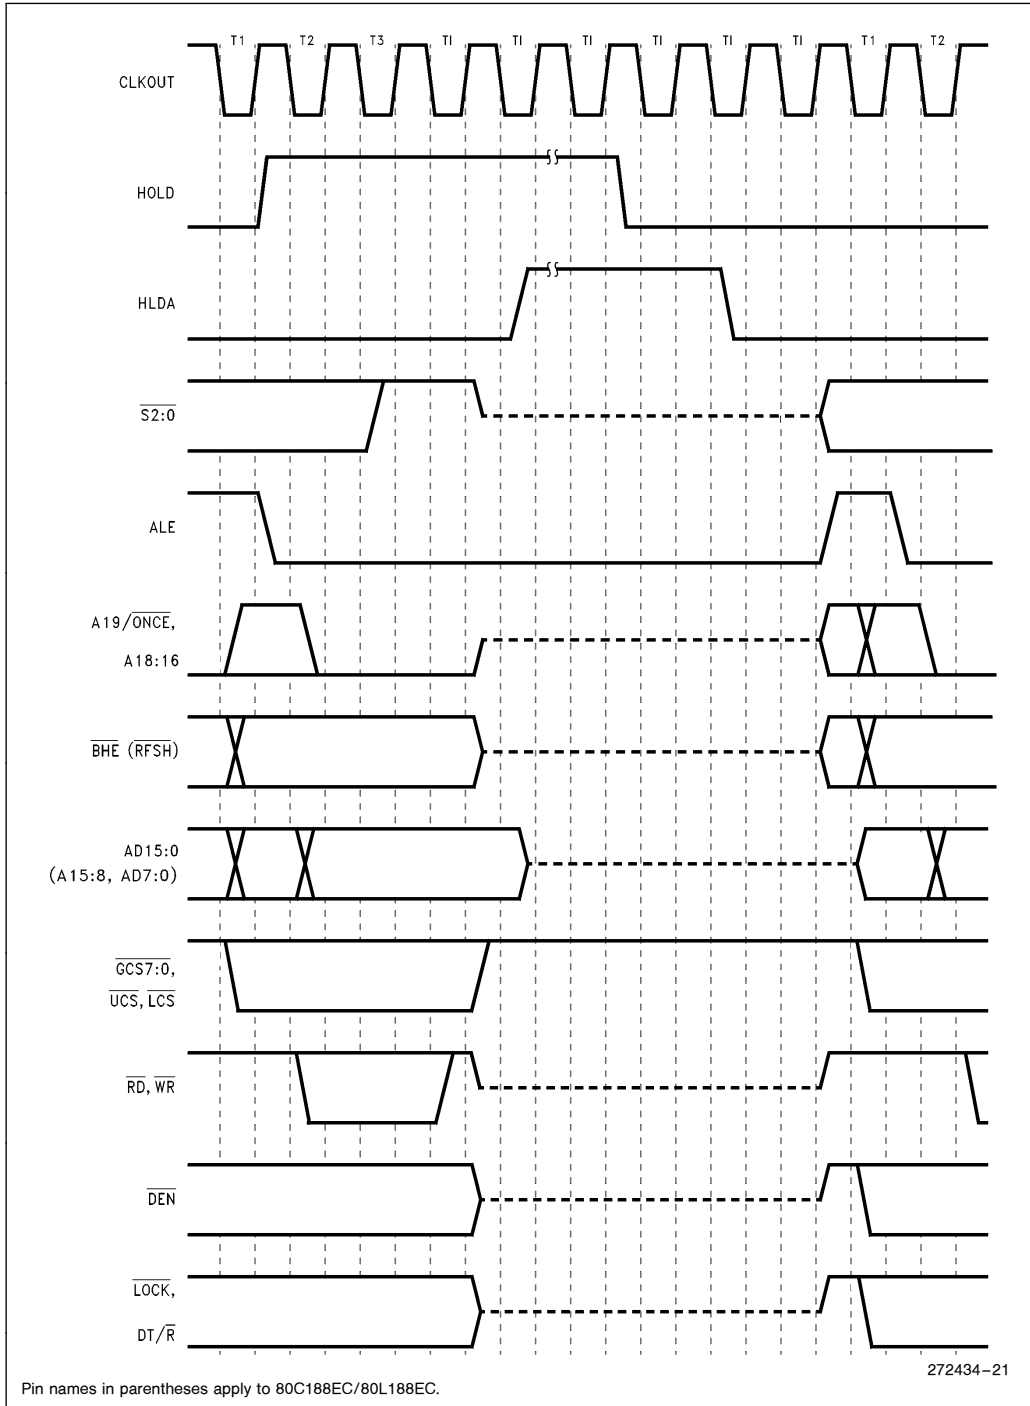 T1 T2 T3 TI TI TI TI TI TI T1 T2
CLKOUT
HOLD
HLDA
S2:0
ALE
A19/ONCE,
A18:16
BHE (RFSH)
AD15:0
(A15:8, AD7:0)
GCS7:0,
UCS, LCS
RD, WR
DEN
LOCK,
DT/R
272434–21
Pin names in parentheses apply to 80C188EC/80L188EC.